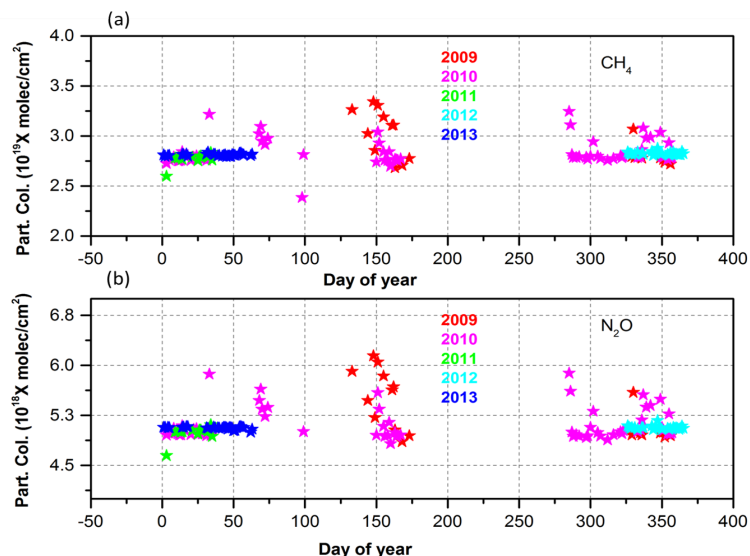 (a)
Part. Col. (10¹⁹X molec/cm²)
4.0
3.5
3.0
2.5
2.0
2009
2010
2011
2012
2013
CH₄
-50 0 50 100 150 200 250 300 350 400
Day of year
(b)
Part. Col. (10¹⁸X molec/cm²)
6.8
6.0
5.3
4.5
2009
2010
2011
2012
2013
N₂O
-50 0 50 100 150 200 250 300 350 400
Day of year